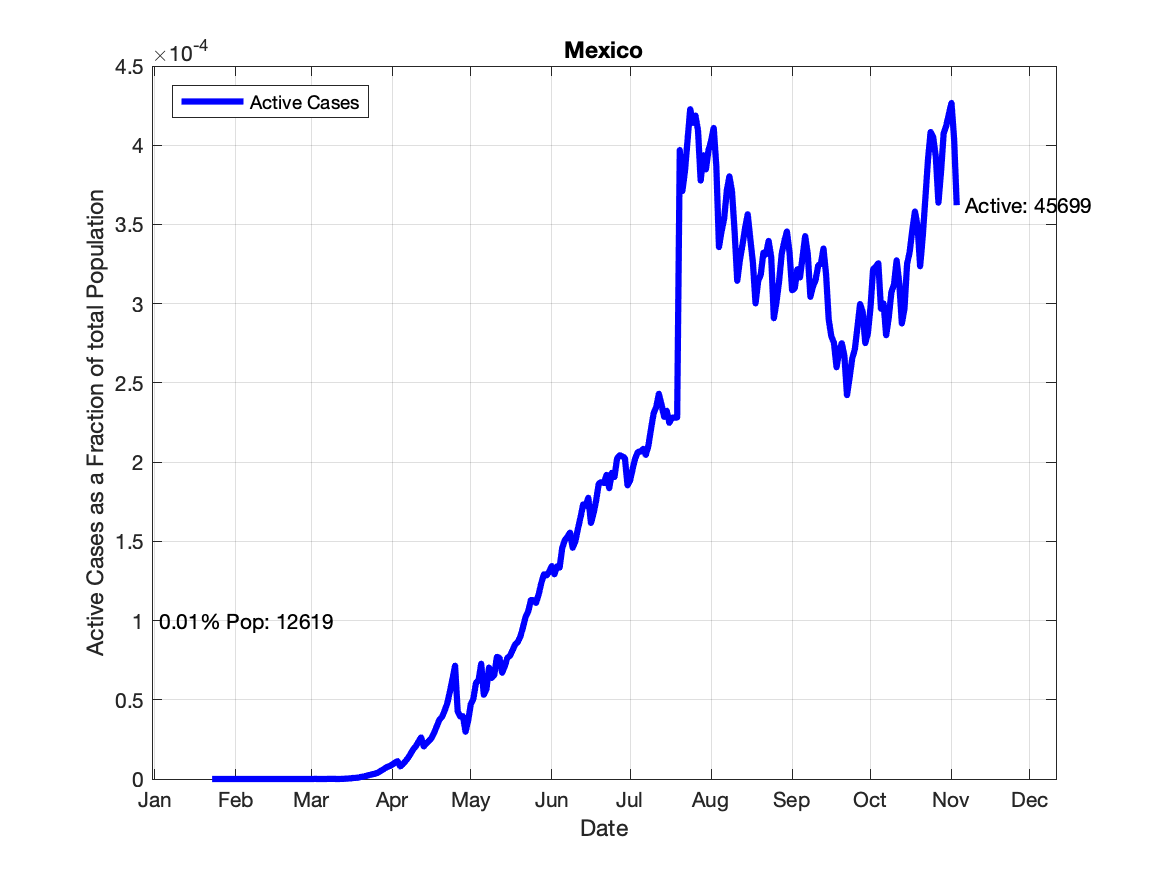 Mexico
×10-4
4.5
4
3.5
3
2.5
2
1.5
1
0.5
0
Active Cases as a Fraction of total Population
Active Cases
Active: 45699
0.01% Pop: 12619
Jan Feb Mar Apr May Jun Jul Aug Sep Oct Nov Dec
Date